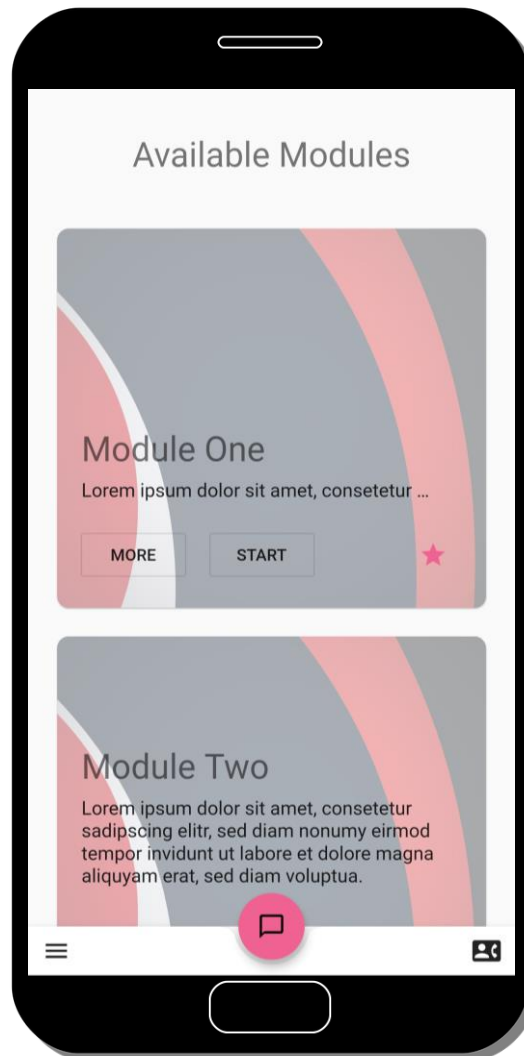 Available Modules
Module One
Lorem ipsum dolor sit amet, consetetur ...
MORE START
Module Two
Lorem ipsum dolor sit amet, consetetur
sadipscing elitr, sed diam nonumy eirmod
tempor invidunt ut labore et dolore magna
aliquyam erat, sed diam voluptua.